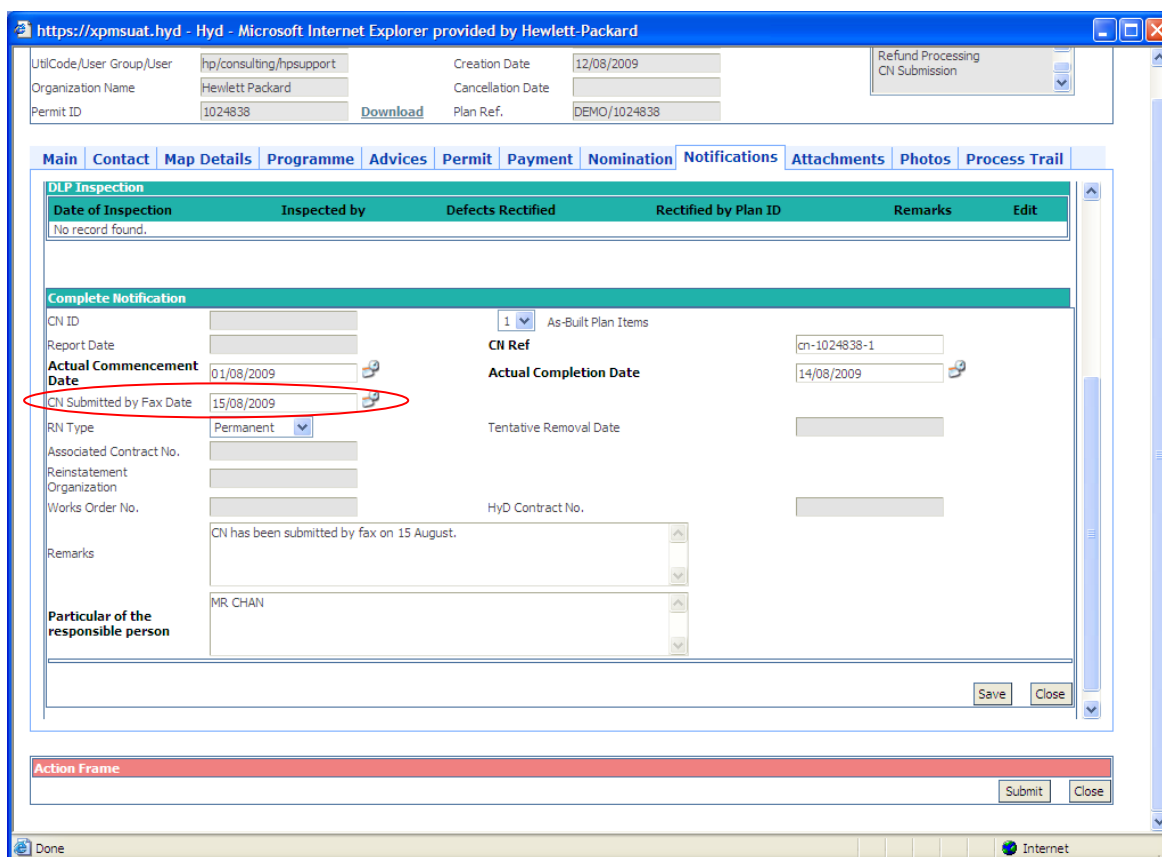 https://xpmsuat.hyd - Hyd - Microsoft Internet Explorer provided by Hewlett-Packard
UtilCode/User Group/User hp/consulting/hpsupport Creation Date 12/08/2009 Refund Processing
CN Submission
Organization Name Hewlett Packard Cancellation Date
Permit ID 1024838 Download Plan Ref. DEMO/1024838
Main Contact Map Details Programme Advices Permit Payment Nomination Notifications Attachments Photos Process Trail
DLP Inspection
Date of Inspection Inspected by Defects Rectified Rectified by Plan ID Remarks Edit
No record found.
Complete Notification
CN ID 1 As-Built Plan Items
Report Date CN Ref cn-1024838-1
Actual Commencement Date 01/08/2009 Actual Completion Date 14/08/2009
CN Submitted by Fax Date 15/08/2009
RN Type Permanent Tentative Removal Date
Associated Contract No.
Reinstatement
Organization
Works Order No. HyD Contract No.
CN has been submitted by fax on 15 August.
Remarks
MR CHAN
Particular of the
responsible person
Save Close
Action Frame
Submit Close
Done Internet